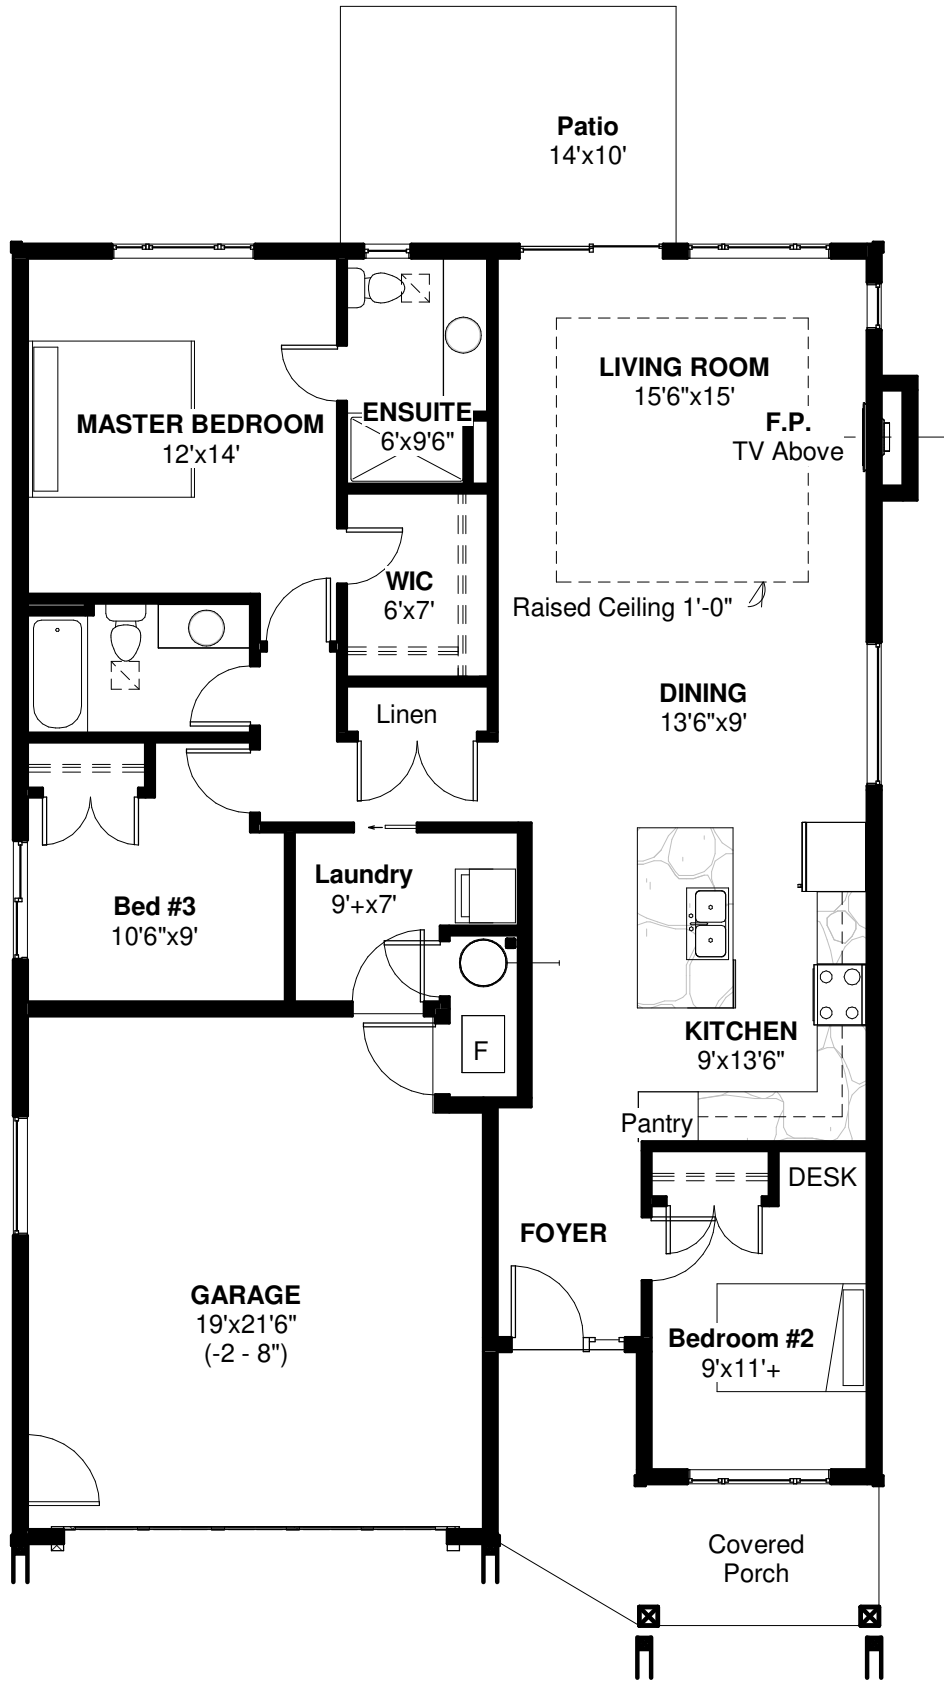 Patio
14'x10'
LIVING ROOM
15'6"x15'
F.P.
TV Above
MASTER BEDROOM
12'x14'
ENSUITE
6'x9'6"
WIC
6'x7'
Raised Ceiling 1'-0"
DINING
13'6"x9'
Linen
Laundry
9'+x7'
Bed #3
10'6"x9'
KITCHEN
9'x13'6"
F
Pantry
DESK
FOYER
GARAGE
19'x21'6"
(-2 - 8")
Bedroom #2
9'x11'+
Covered
Porch